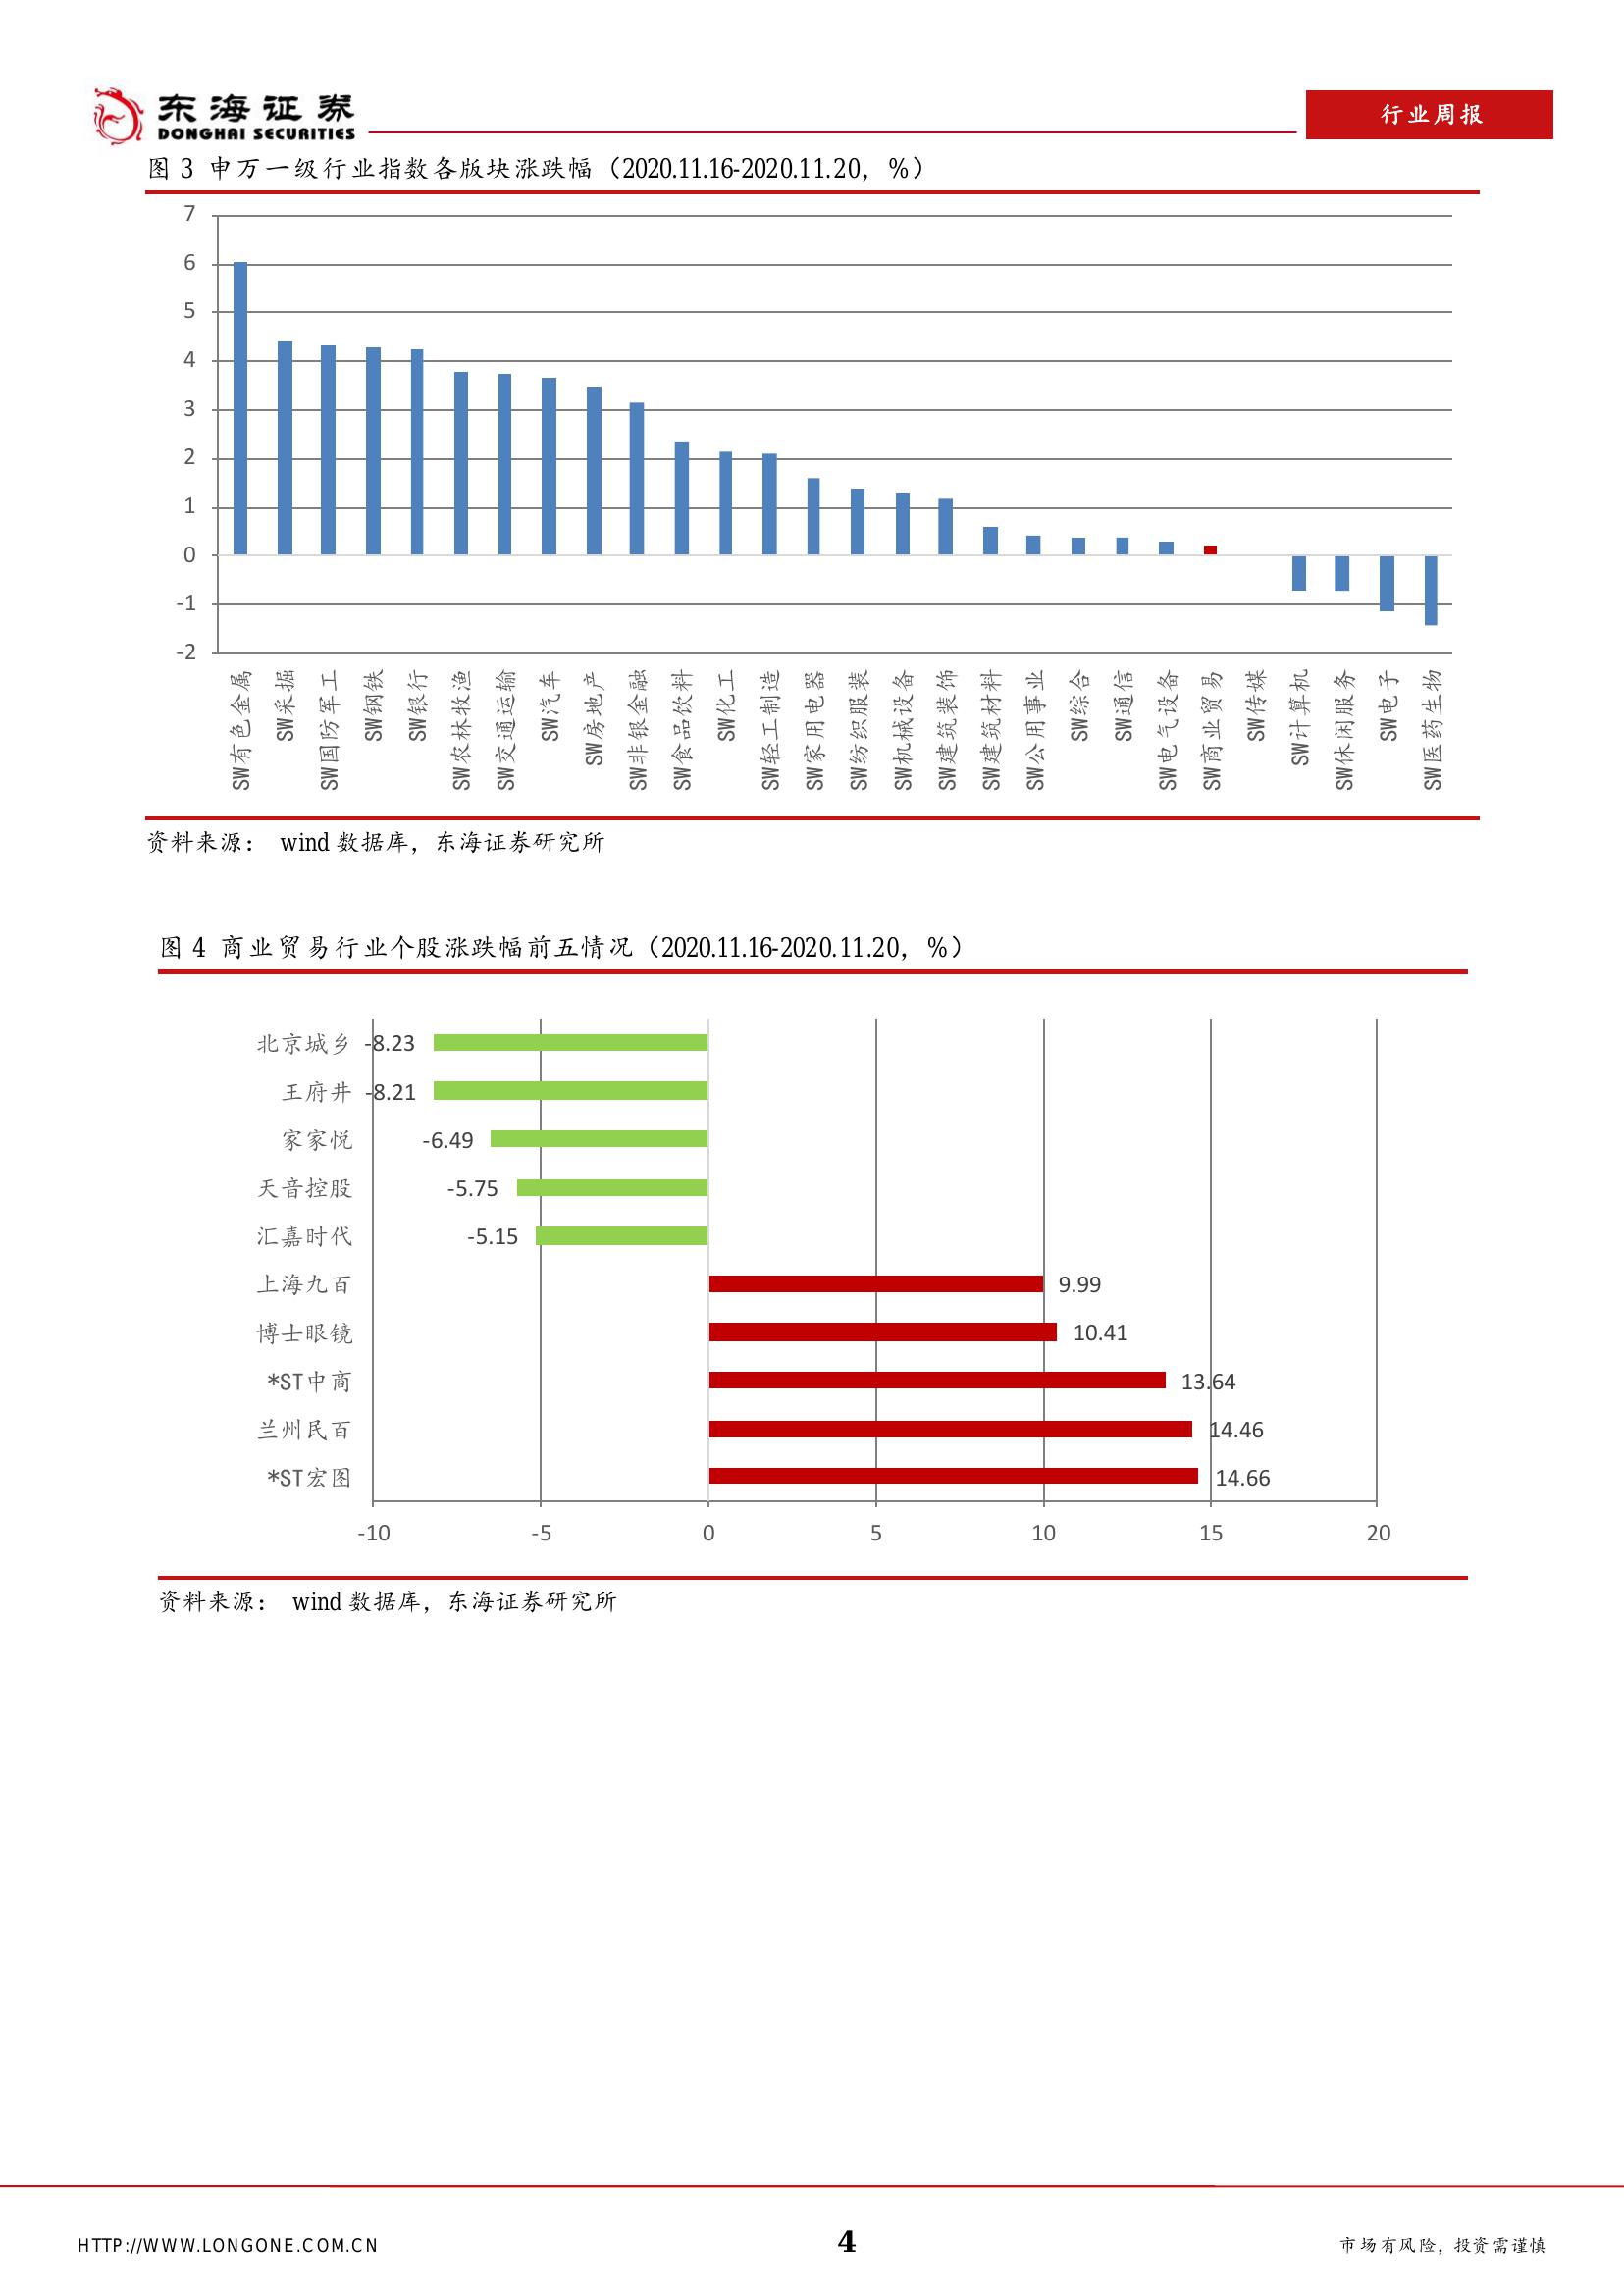 东海证券
DONGHAI SECURITIES
行业周报
图 3 申万一级行业指数各版块涨跌幅（2020.11.16-2020.11.20，%）
7
6
5
4
3
2
1
0
-1
-2
SW有色金属
SW采掘
SW国防军工
SW钢铁
SW银行
SW农林牧渔
SW交通运输
SW汽车
SW房地产
SW非银金融
SW食品饮料
SW化工
SW轻工制造
SW家用电器
SW纺织服装
SW机械设备
SW建筑装饰
SW建筑材料
SW公用事业
SW综合
SW通信
SW电气设备
SW商业贸易
SW传媒
SW计算机
SW休闲服务
SW电子
SW医药生物
资料来源： wind 数据库，东海证券研究所
图 4 商业贸易行业个股涨跌幅前五情况（2020.11.16-2020.11.20，%）
北京城乡 -8.23
王府井 -8.21
家家悦 -6.49
天音控股 -5.75
汇嘉时代 -5.15
上海九百 9.99
博士眼镜 10.41
*ST中商 13.64
兰州民百 14.46
*ST宏图 14.66
-10 -5 0 5 10 15 20
资料来源： wind 数据库，东海证券研究所
HTTP://WWW.LONGONE.COM.CN 4 市场有风险，投资需谨慎